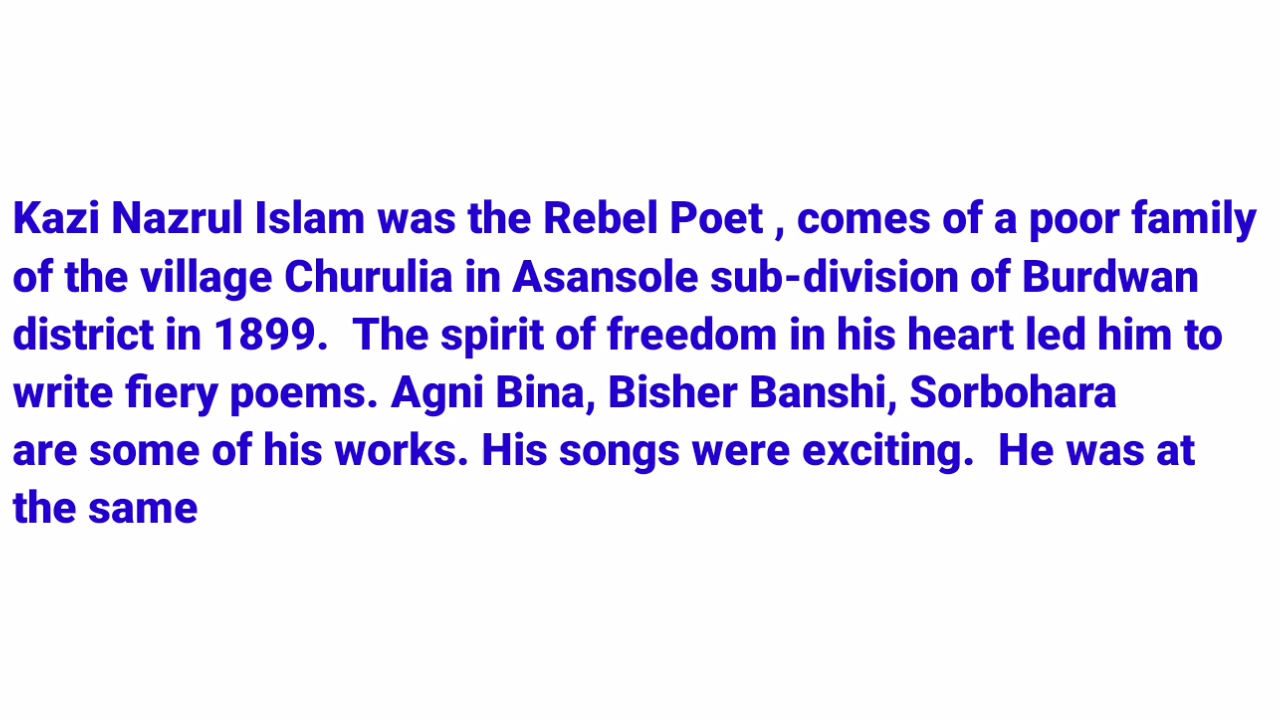 Kazi Nazrul Islam was the Rebel Poet , comes of a poor family
of the village Churulia in Asansole sub-division of Burdwan
district in 1899.  The spirit of freedom in his heart led him to
write fiery poems. Agni Bina, Bisher Banshi, Sorbohara
are some of his works. His songs were exciting.  He was at
the same